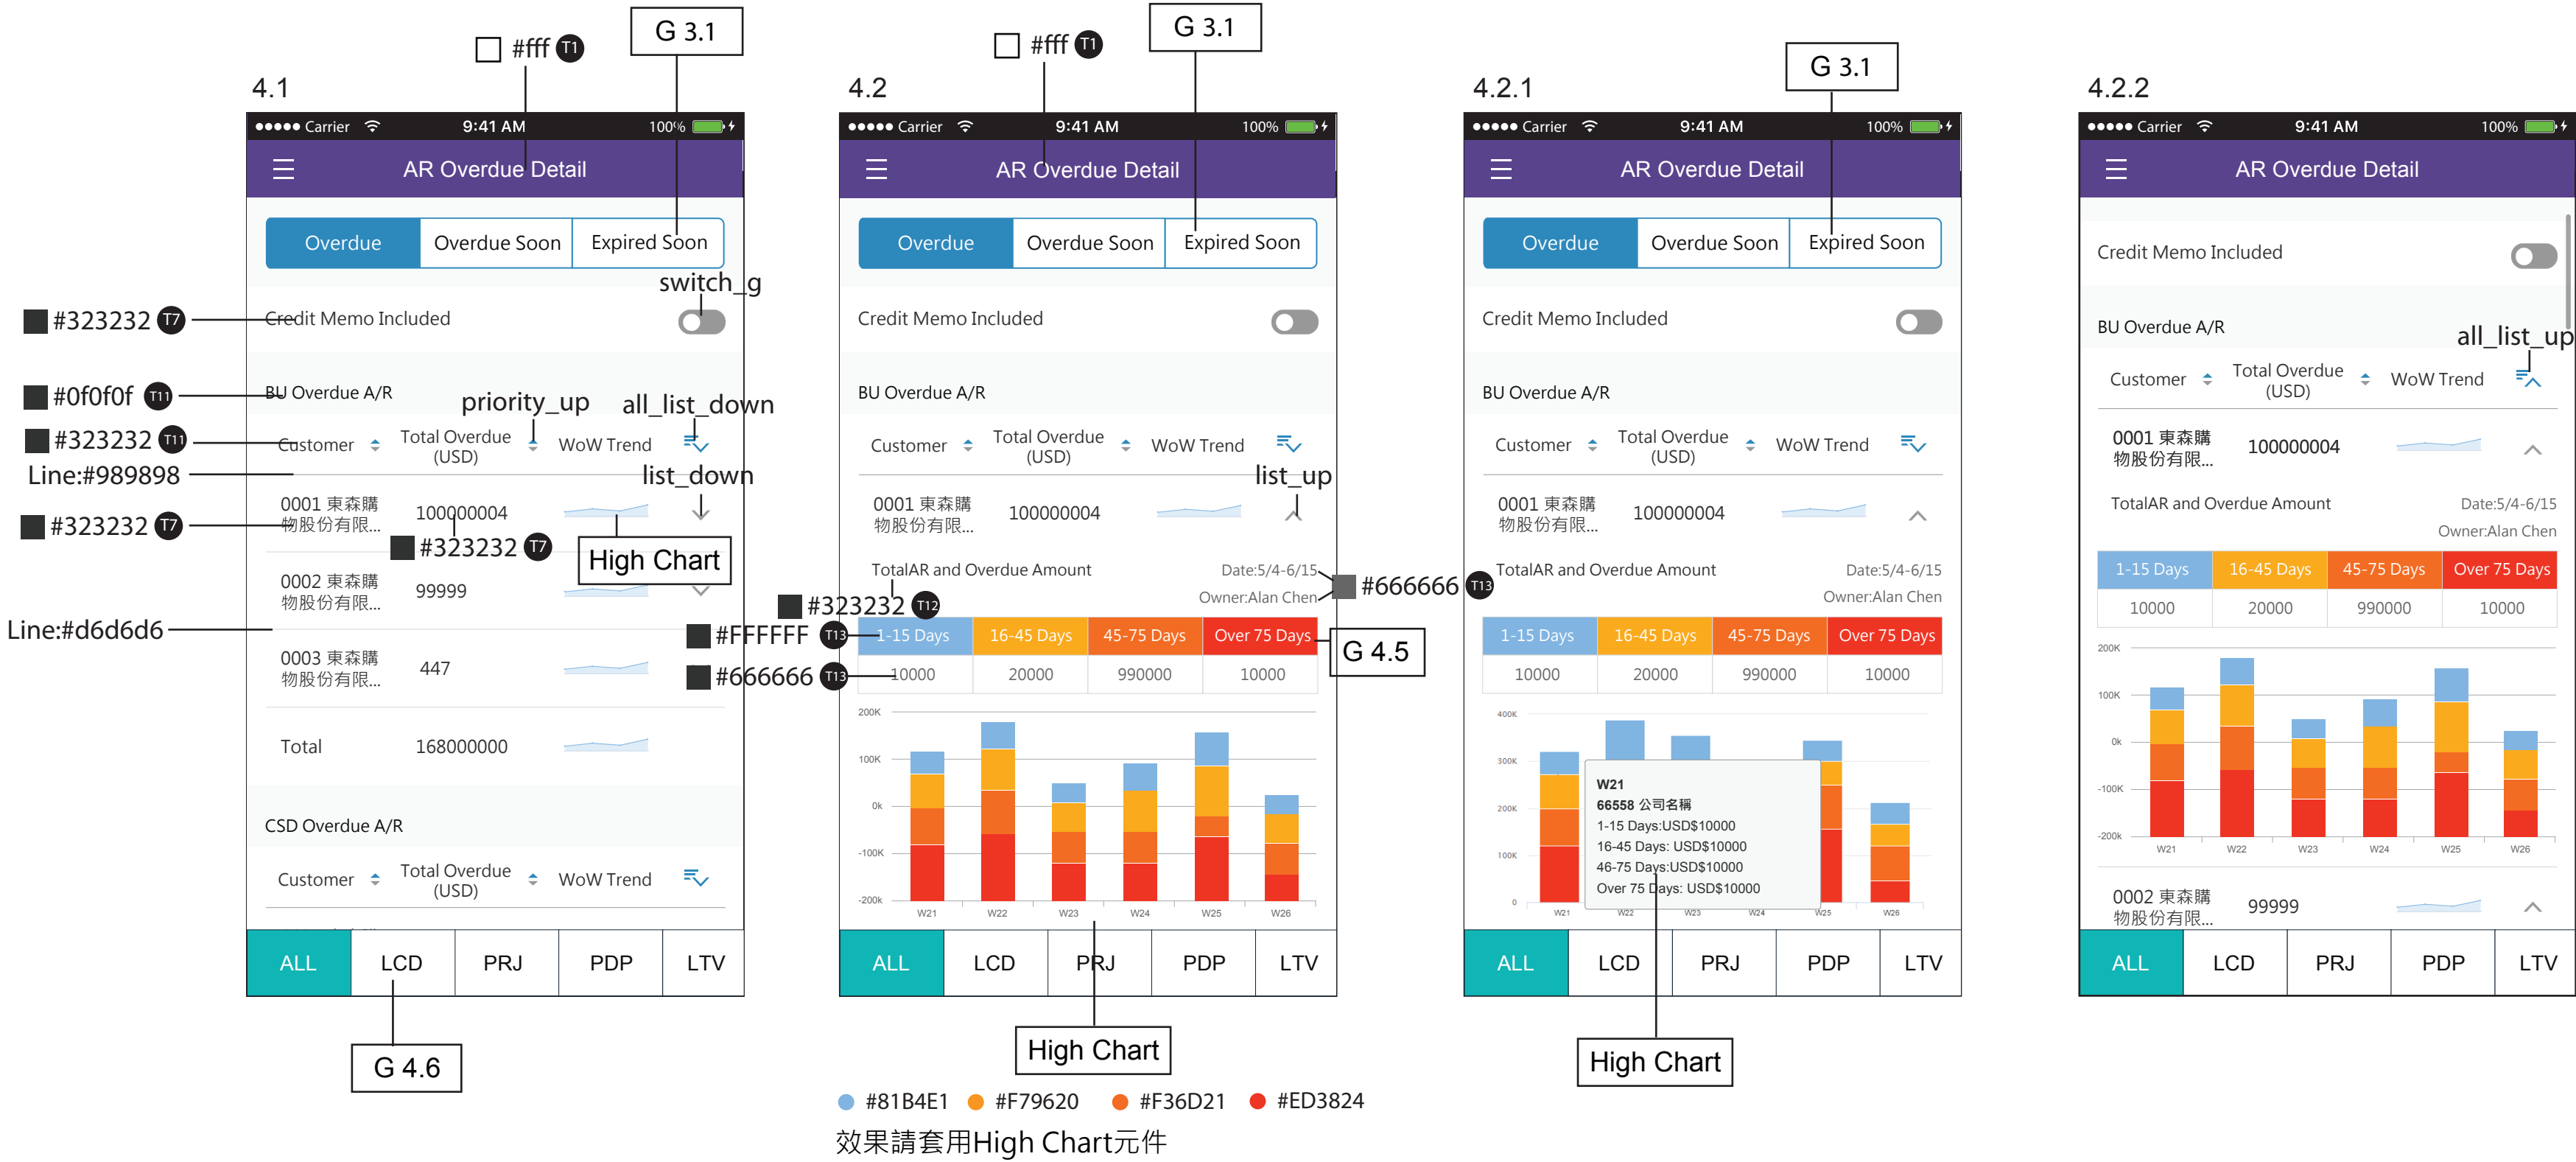 G 3.1
#fff T1
4.1
Carrier 9:41 AM 100%
AR Overdue Detail
Overdue Overdue Soon Expired Soon
switch_g
#323232 T7
Credit Memo Included
#0f0f0f T11
BU Overdue A/R
priority_up all_list_down
#323232 T11
Customer Total Overdue (USD) WoW Trend
Line:#989898
list_down
0001 東森購
物股份有限...
100000004
#323232 T7
#323232 T7
High Chart
0002 東森購
物股份有限...
99999
Line:#d6d6d6
0003 東森購
物股份有限...
447
Total 168000000
CSD Overdue A/R
Customer Total Overdue (USD) WoW Trend
ALL LCD PRJ PDP LTV
G 4.6
G 3.1
#fff T1
4.2
Carrier 9:41 AM 100%
AR Overdue Detail
Overdue Overdue Soon Expired Soon
Credit Memo Included
BU Overdue A/R
Customer Total Overdue (USD) WoW Trend
list_up
0001 東森購
物股份有限...
100000004
TotalAR and Overdue Amount Date:5/4-6/15
Owner:Alan Chen
#666666 T13
#323232 T12
#FFFFFF T13
1-15 Days 16-45 Days 45-75 Days Over 75 Days
G 4.5
#666666 T13
10000 20000 990000 10000
200K
100K
0k
-100K
-200k
W21 W22 W23 W24 W25 W26
ALL LCD PRJ PDP LTV
High Chart
#81B4E1 #F79620 #F36D21 #ED3824
效果請套用High Chart元件
G 3.1
4.2.1
Carrier 9:41 AM 100%
AR Overdue Detail
Overdue Overdue Soon Expired Soon
Credit Memo Included
BU Overdue A/R
Customer Total Overdue (USD) WoW Trend
0001 東森購
物股份有限...
100000004
TotalAR and Overdue Amount Date:5/4-6/15
Owner:Alan Chen
1-15 Days 16-45 Days 45-75 Days Over 75 Days
10000 20000 990000 10000
400K
300K
200K
100K
0
W21
66558 公司名稱
1-15 Days:USD$10000
16-45 Days: USD$10000
46-75 Days:USD$10000
Over 75 Days: USD$10000
W21 W22 W23 W24 W25 W26
ALL LCD PRJ PDP LTV
High Chart
4.2.2
Carrier 9:41 AM 100%
AR Overdue Detail
Credit Memo Included
BU Overdue A/R
all_list_up
Customer Total Overdue (USD) WoW Trend
0001 東森購
物股份有限...
100000004
TotalAR and Overdue Amount Date:5/4-6/15
Owner:Alan Chen
1-15 Days 16-45 Days 45-75 Days Over 75 Days
10000 20000 990000 10000
200K
100K
0k
-100K
-200k
W21 W22 W23 W24 W25 W26
0002 東森購
物股份有限...
99999
ALL LCD PRJ PDP LTV